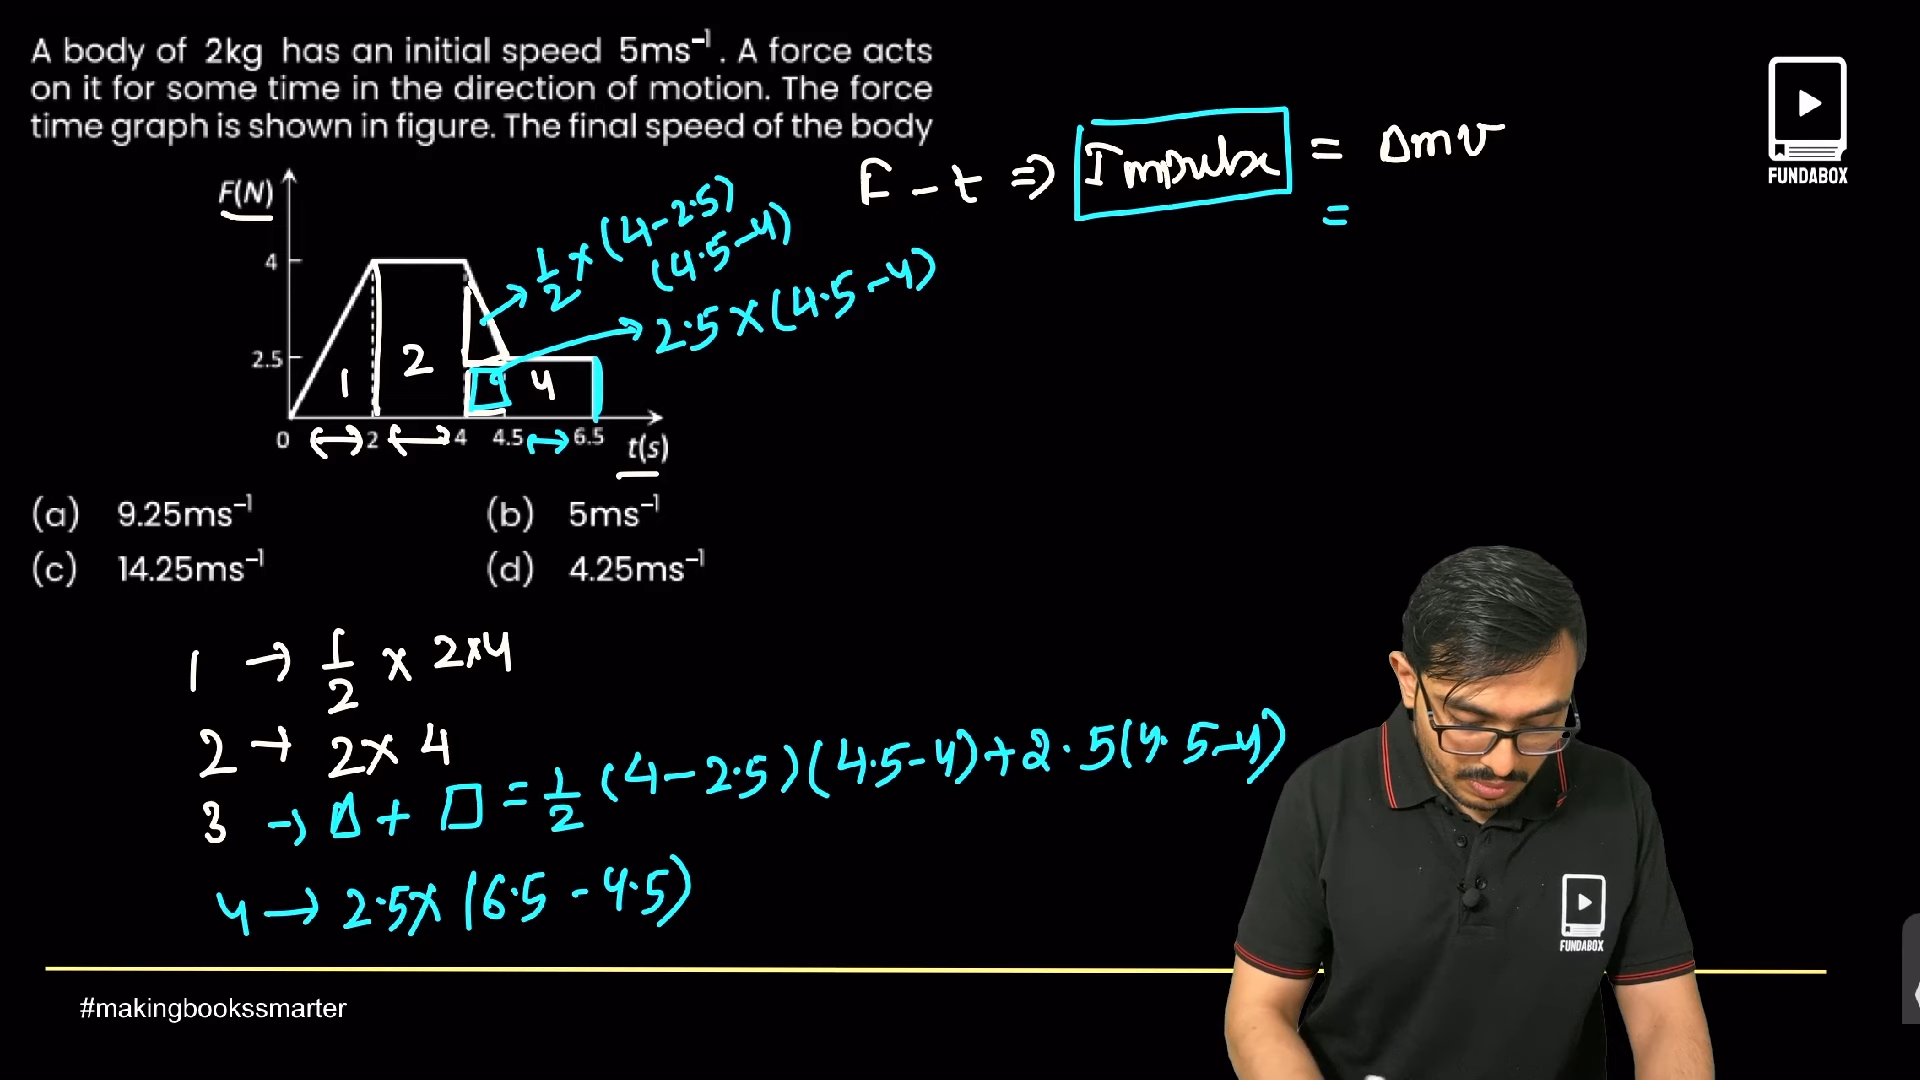 A body of 2kg has an initial speed 5ms⁻¹. A force acts
on it for some time in the direction of motion. The force
time graph is shown in figure. The final speed of the body
F - t ⇒ Impulse = Δmv
=
FUNDABOX
F(N)
4
2.5
0 2 4 4.5 6.5 t(s)
1 2 4
1/2 × (4-2.5)
(4.5-4)
2.5 × (4.5-4)
(a) 9.25ms⁻¹ (b) 5ms⁻¹
(c) 14.25ms⁻¹ (d) 4.25ms⁻¹
1 → 1/2 × 2×4
2 → 2× 4
3 → Δ + □ = 1/2 (4-2.5)(4.5-4)+2.5(4.5-4)
4 → 2.5× (6.5 - 4.5)
FUNDABOX
#makingbookssmarter